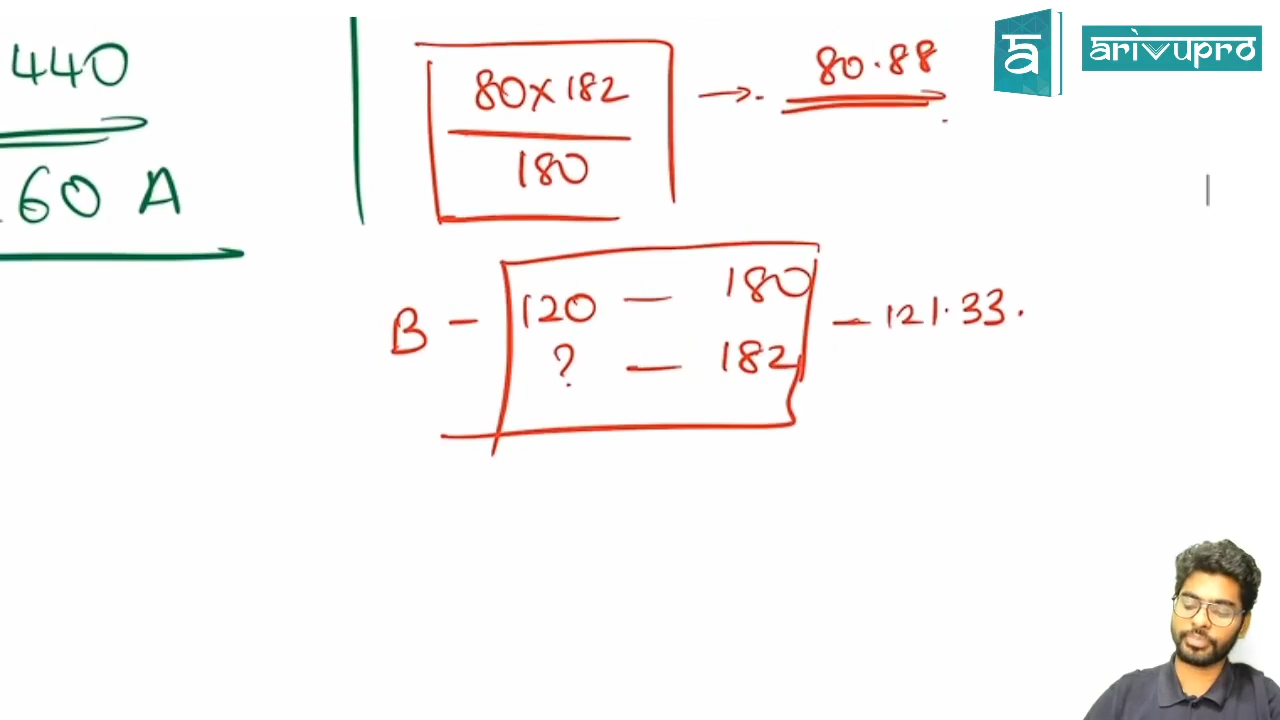 440
60 A
80×182
180
→. 80.88
B - 120 — 180 — 121.33.
? — 182
ā arivupro